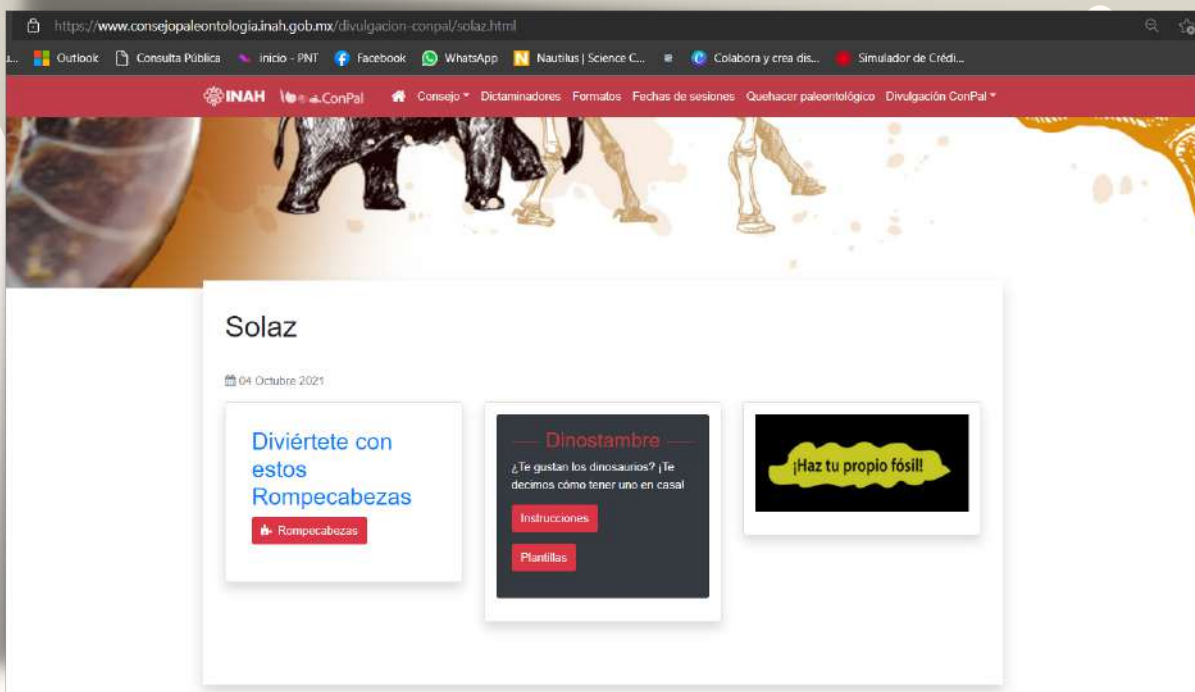 https://www.consejopaleontologia.inah.gob.mx/divulgacion-conpal/solaz.html
u... Outlook Consulta Pública inicio - PNT Facebook WhatsApp Nautilus | Science C... Colabora y crea dis... Simulador de Crédi...
INAH ConPal Consejo Dictaminadores Formatos Fechas de sesiones Quehacer paleontológico Divulgación ConPal
Solaz
04 Octubre 2021
Diviértete con
estos
Rompecabezas
Rompecabezas
Dinostambre
¿Te gustan los dinosaurios? ¡Te
decimos cómo tener uno en casa!
Instrucciones
Plantillas
¡Haz tu propio fósil!